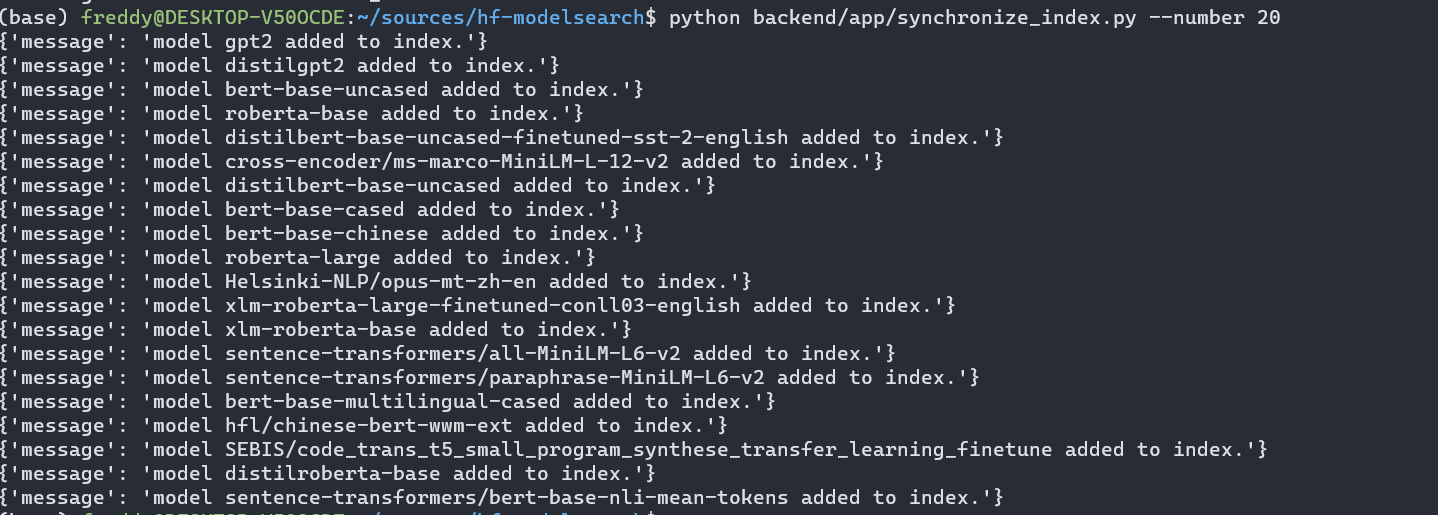 (base) freddy@DESKTOP-V50OCDE:~/sources/hf-modelsearch$ python backend/app/synchronize_index.py --number 20
{'message': 'model gpt2 added to index.'}
{'message': 'model distilgpt2 added to index.'}
{'message': 'model bert-base-uncased added to index.'}
{'message': 'model roberta-base added to index.'}
{'message': 'model distilbert-base-uncased-finetuned-sst-2-english added to index.'}
{'message': 'model cross-encoder/ms-marco-MiniLM-L-12-v2 added to index.'}
{'message': 'model distilbert-base-uncased added to index.'}
{'message': 'model bert-base-cased added to index.'}
{'message': 'model bert-base-chinese added to index.'}
{'message': 'model roberta-large added to index.'}
{'message': 'model Helsinki-NLP/opus-mt-zh-en added to index.'}
{'message': 'model xlm-roberta-large-finetuned-conll03-english added to index.'}
{'message': 'model xlm-roberta-base added to index.'}
{'message': 'model sentence-transformers/all-MiniLM-L6-v2 added to index.'}
{'message': 'model sentence-transformers/paraphrase-MiniLM-L6-v2 added to index.'}
{'message': 'model bert-base-multilingual-cased added to index.'}
{'message': 'model hfl/chinese-bert-wwm-ext added to index.'}
{'message': 'model SEBIS/code_trans_t5_small_program_synthese_transfer_learning_finetune added to index.'}
{'message': 'model distilroberta-base added to index.'}
{'message': 'model sentence-transformers/bert-base-nli-mean-tokens added to index.'}